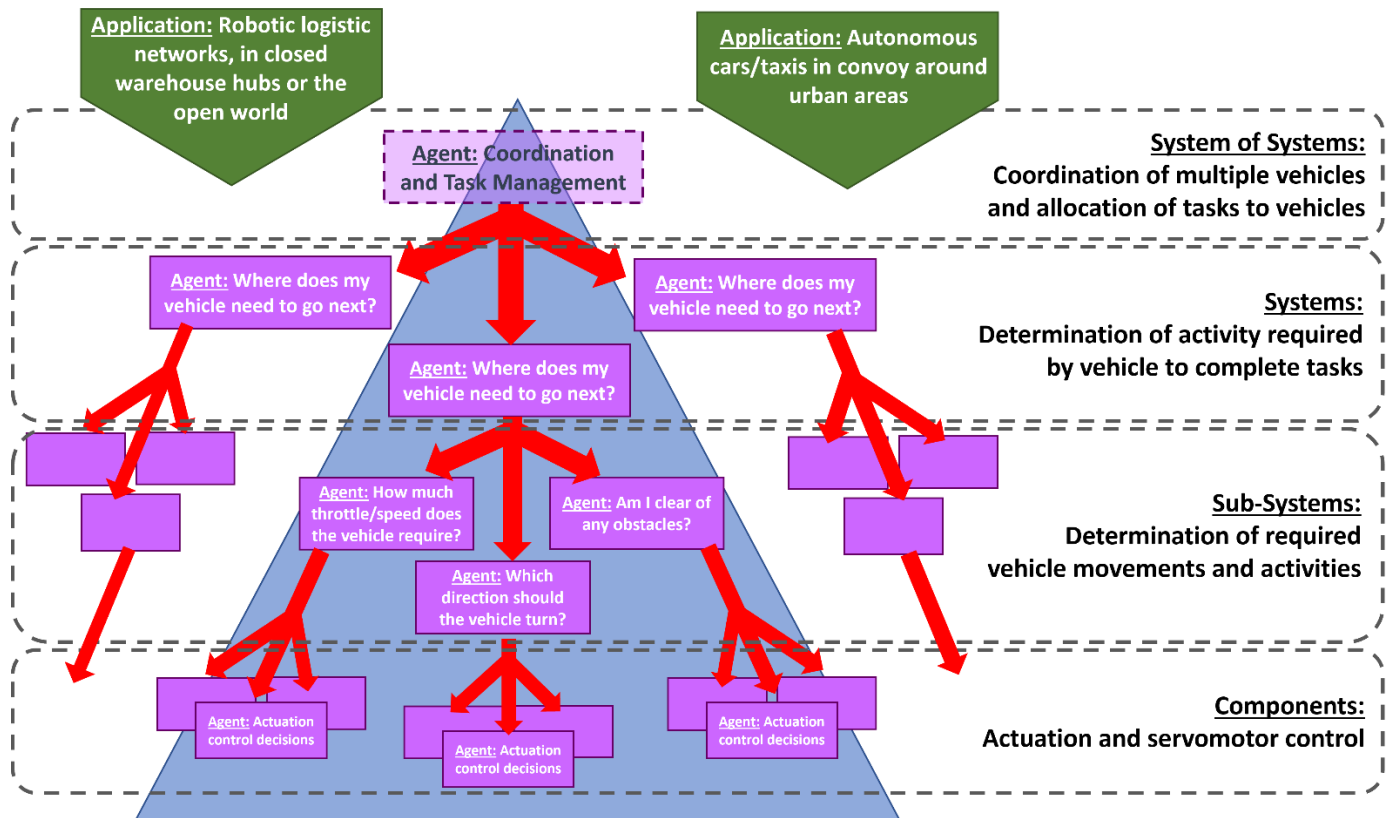 Application: Robotic logistic
networks, in closed
warehouse hubs or the
open world
Application: Autonomous
cars/taxis in convoy around
urban areas
Agent: Coordination
and Task Management
System of Systems:
Coordination of multiple vehicles
and allocation of tasks to vehicles
Agent: Where does my
vehicle need to go next?
Agent: Where does my
vehicle need to go next?
Agent: Where does my
vehicle need to go next?
Systems:
Determination of activity required
by vehicle to complete tasks
Agent: How much
throttle/speed does
the vehicle require?
Agent: Am I clear of
any obstacles?
Agent: Which
direction should
the vehicle turn?
Sub-Systems:
Determination of required
vehicle movements and activities
Agent: Actuation
control decisions
Agent: Actuation
control decisions
Agent: Actuation
control decisions
Components:
Actuation and servomotor control